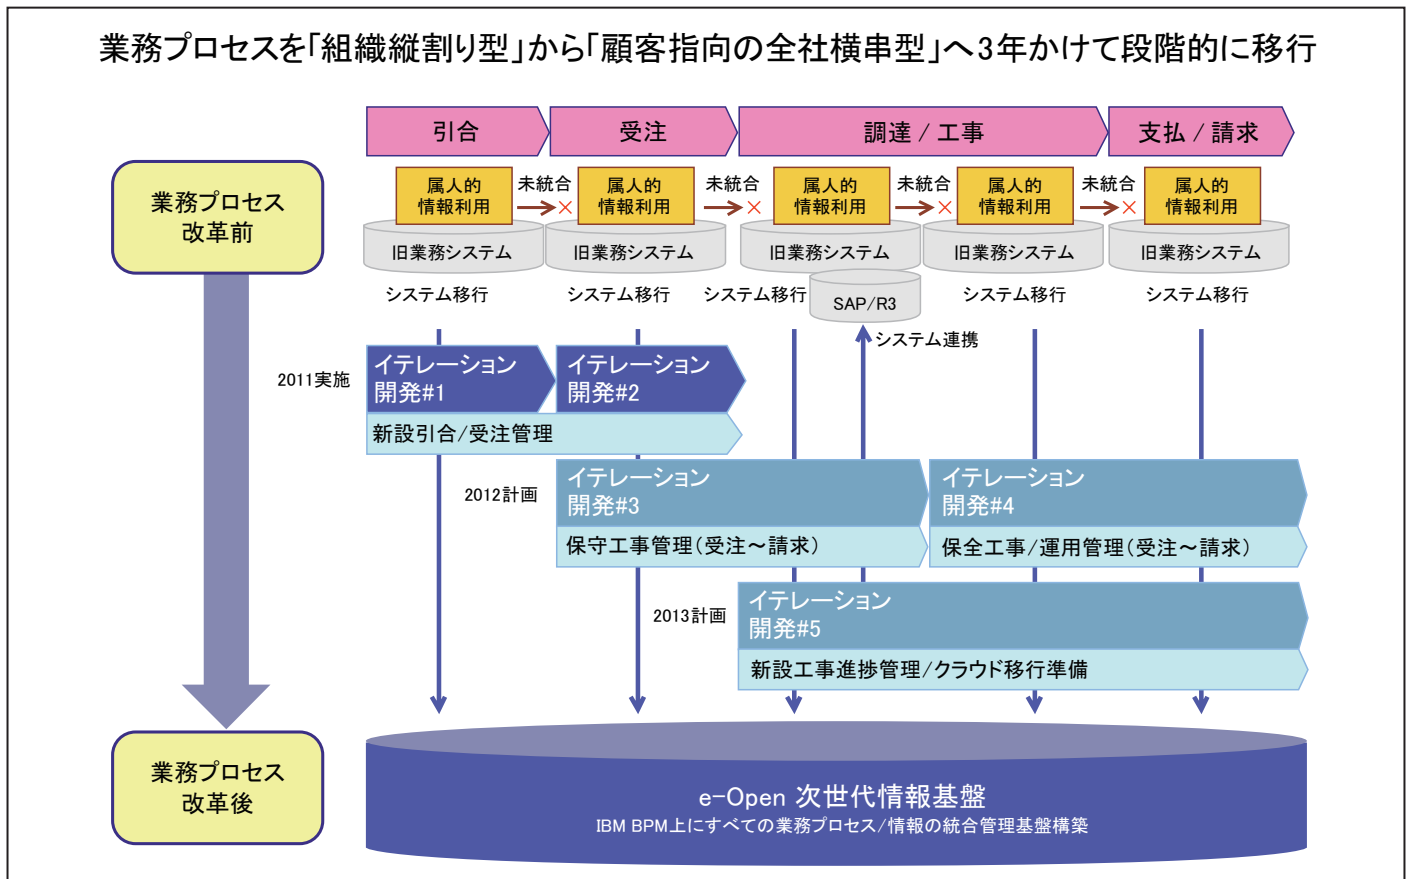 業務プロセスを「組織縦割り型」から「顧客指向の全社横串型」へ3年かけて段階的に移行
引合
受注
調達 / 工事
支払 / 請求
業務プロセス
改革前
属人的
情報利用
未統合
属人的
情報利用
未統合
属人的
情報利用
未統合
属人的
情報利用
未統合
属人的
情報利用
旧業務システム
旧業務システム
旧業務システム
旧業務システム
旧業務システム
システム移行
システム移行
システム移行
SAP/R3
システム移行
システム移行
システム連携
2011実施
イテレーション
開発#1
イテレーション
開発#2
新設引合/受注管理
2012計画
イテレーション
開発#3
イテレーション
開発#4
保守工事管理(受注~請求)
保全工事/運用管理(受注~請求)
2013計画
イテレーション
開発#5
新設工事進捗管理/クラウド移行準備
業務プロセス
改革後
e-Open 次世代情報基盤
IBM BPM上にすべての業務プロセス/情報の統合管理基盤構築